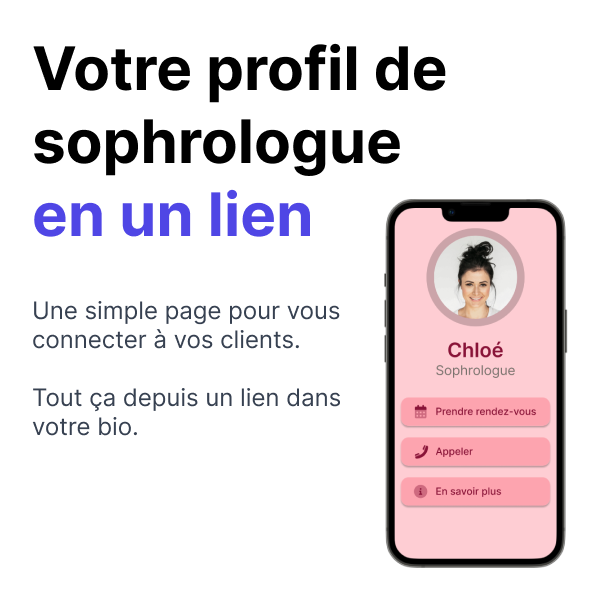 Votre profil de
sophrologue
en un lien
Une simple page pour vous
connecter à vos clients.
Tout ça depuis un lien dans
votre bio.
Chloé
Sophrologue
Prendre rendez-vous
Appeler
En savoir plus